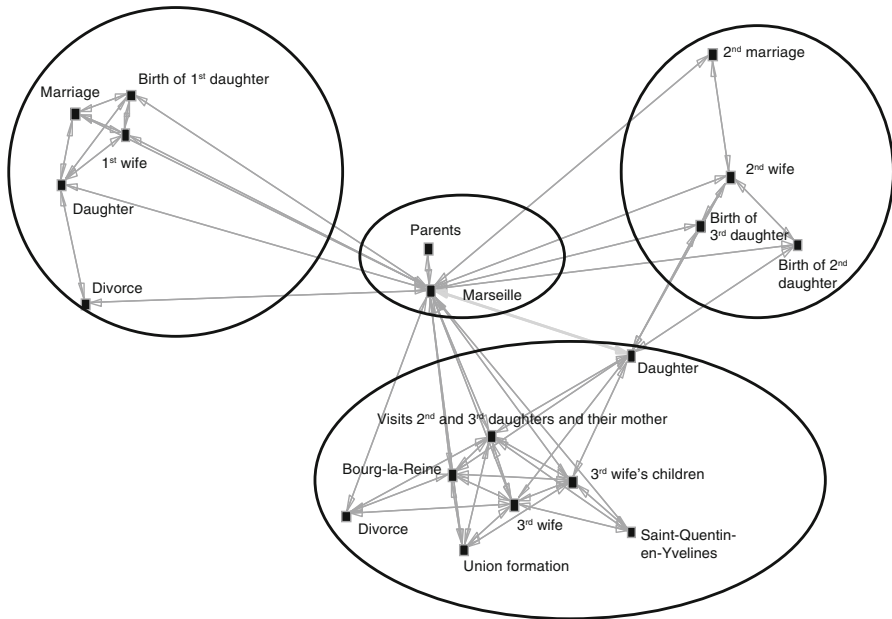 2nd marriage
Birth of 1st daughter
Marriage
1st wife
2nd wife
Daughter
Birth of
3rd daughter
Parents
Birth of 2nd
daughter
Divorce
Marseille
Daughter
Visits 2nd and 3rd daughters and their mother
Bourg-la-Reine
3rd wife's children
Divorce
3rd wife
Saint-Quentin-
en-Yvelines
Union formation